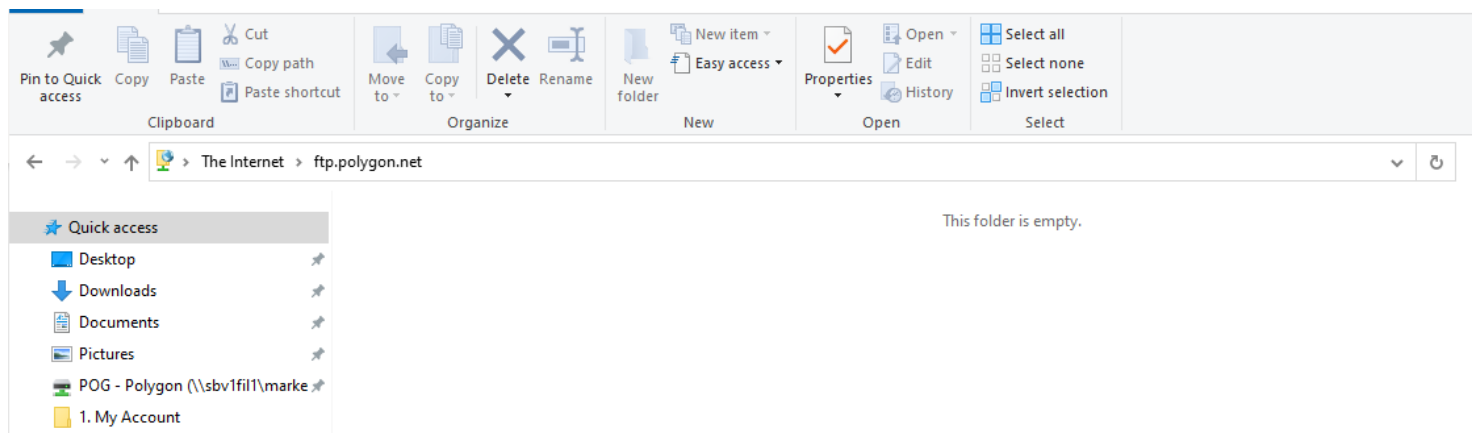 Pin to Quick access
Copy
Paste
Cut
Copy path
Paste shortcut
Clipboard
Move to
Copy to
Delete
Rename
Organize
New folder
New item
Easy access
New
Properties
Open
Edit
History
Open
Select all
Select none
Invert selection
Select
The Internet > ftp.polygon.net
This folder is empty.
Quick access
Desktop
Downloads
Documents
Pictures
POG - Polygon (\\sbv1fil1\marke
1. My Account